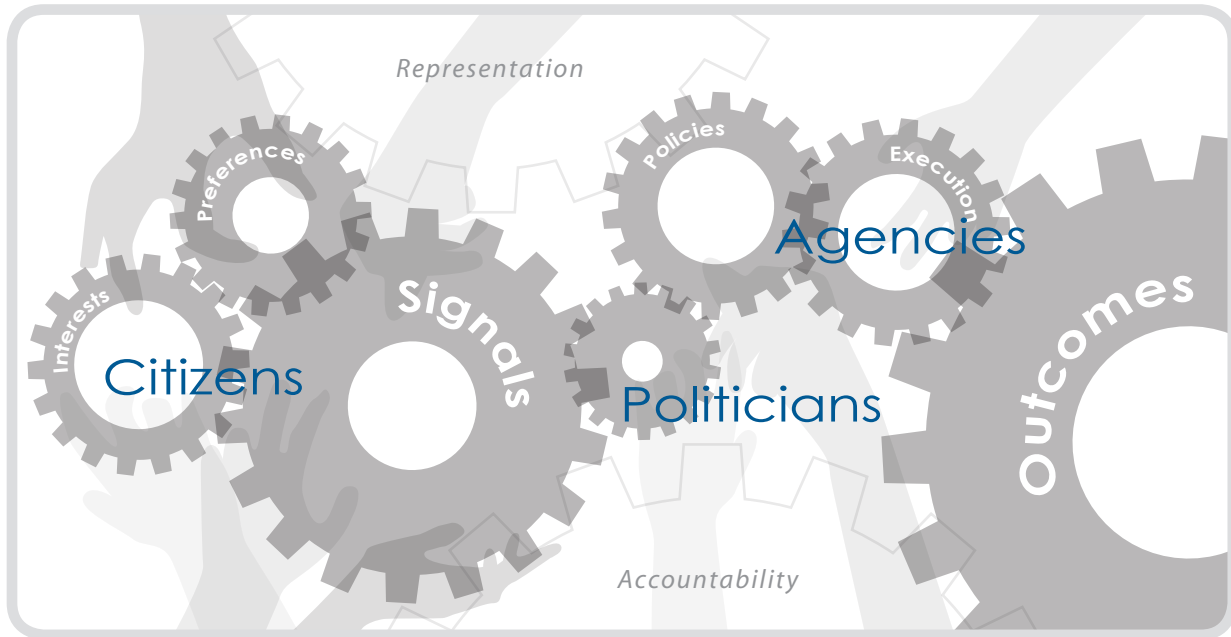 Representation
Preferences
Policies
Execution
Agencies
Interests
Signals
Outcomes
Citizens
Politicians
Accountability